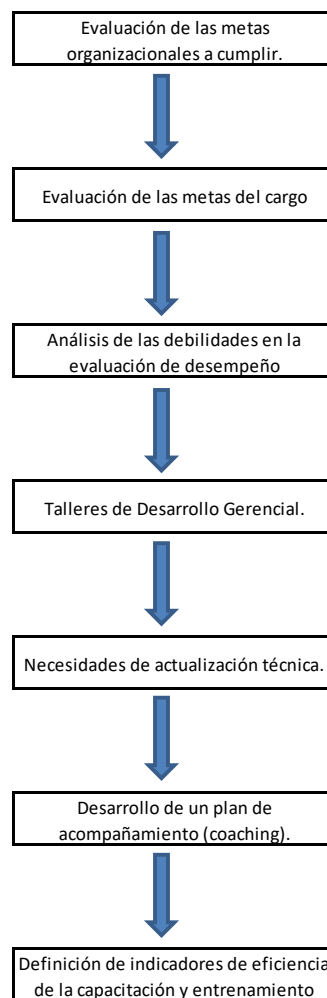 Evaluación de las metas
organizacionales a cumplir.
Evaluación de las metas del cargo
Análisis de las debilidades en la
evaluación de desempeño
Talleres de Desarrollo Gerencial.
Necesidades de actualización técnica.
Desarrollo de un plan de
acompañamiento (coaching).
Definición de indicadores de eficiencia
de la capacitación y entrenamiento